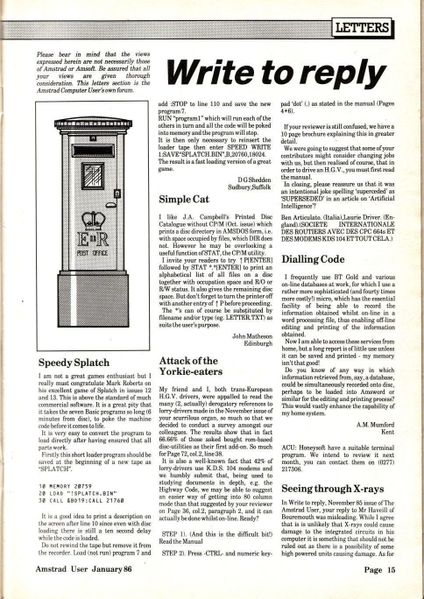 LETTERS
Please bear in mind that the views
expressed herein are not necessarily those
of Amstrad or Amsoft. Be assured that all
your views are given thorough
consideration. This letters section is the
Amstrad Computer User's own forum.
Write to reply
E R
POST OFFICE
Speedy Splatch
I am not a great games enthusiast but I
really must congratulate Mark Roberts on
his excellent game of Splatch in issues 12
and 13. This is above the standard of much
commercial software. It is a great pity that
it takes the seven Basic programs so long (6
minutes from disc), to poke the machine
code before it comes to life.
It is very easy to convert the program to
load directly after having ensured that all
parts work.
Firstly this short loader program should be
saved at the beginning of a new tape as
"SPLATCH".
10 MEMORY 20759
20 LOAD "!SPLATCH.BIN"
30 CALL &BD19:CALL 21760
It is a good idea to print a description on
the screen after line 10 since even with disc
loading there is still a ten second delay
while the code is loaded.
Do not rewind the tape but remove it from
the recorder. Load (not run) program 7 and
add :STOP to line 110 and save the new
program 7.
RUN "program1" which will run each of the
others in turn and all the code will be poked
into memory and the program will stop.
It is then only necessary to reinsert the
loader tape then enter SPEED WRITE
1:SAVE"SPLATCH.BIN",B,20760,18024.
The result is a fast loading version of a great
game.
D G Shedden
Sudbury, Suffolk
Simple Cat
I like J.A. Campbell's Printed Disc
Catalogue without CP/M (Oct. issue) which
prints a disc directory in AMSDOS form, i.e.
with space occupied by files, which DIR does
not. However he may be overlooking a
useful function of STAT, the CP/M utility.
I invite your readers to try ↑P[ENTER]
followed by STAT *.*[ENTER] to print an
alphabetical list of all files on a disc
together with occupation space and R/O or
R/W status. It also gives the remaining disc
space. But don't forget to turn the printer off
with another entry of ↑P before proceeding.
The *'s can of course be substituted by
filename and/or type (eg. LETTER.TXT) as
suits the user's purpose.
John Matheson
Edinburgh
Attack of the
Yorkie-eaters
My friend and I, both trans-European
H.G.V. drivers, were appalled to read the
many (2, actually) derogatory references to
lorry-drivers made in the November issue of
your otherwise organ, so much so that we
decided to conduct a survey amongst our
colleagues. The results show that in fact
66.66% of those asked bought rom-based
disc-utilities as their first add-on. So much
for Page 72, col.2, line 38.
It is also a well-known fact that 42% of
lorry-drivers use K.D.S. 104 modems and
we humbly submit that, being used to
studying documents in depth, e.g. the
Highway Code, we may be able to suggest
an easier way of getting into 80 column
mode than that suggested by your reviewer
on Page 36, col.2, paragraph 2, and it can
actually be done whilst on-line. Ready?
STEP 1). (And this is the difficult bit!)
Read the Manual
STEP 2). Press ‹CTRL› and numeric key-
pad 'dot' (.) as stated in the manual (Pages
4+6).
If your reviewer is still confused, we have a
10 page brochure explaining this in greater
detail.
We were going to suggest that some of your
contributors might consider changing jobs
with us, but then realised of course, that in
order to drive an H.G.V., you must first read
the manual.
In closing, please reassure us that it was
an intentional joke spelling 'superseded' as
'SUPERSEDED' in an article on 'Artificial
Intelligence'?
Ben Articulate. (Italia), Laurie Driver. (En-
gland) (SOCIETE INTERNATIONALE
DES ROUTIERS AVEC DES CPC 664s ET
DES MODEMS KDS 104 ET TOUT CELA.)
Dialling Code
I frequently use BT Gold and various
on-line databases at work, for which I use a
rather more sophisticated (and fourty times
more costly!) micro, which has the essential
facility of being able to record the
information obtained whilst on-line in a
word processing file, thus enabling off-line
editing and printing of the information
obtained.
Now I am able to access these services from
home, but a long report is of little use unless
it can be saved and printed - my memory
isn't that good!
Do you know of any way in which
information retrieved from, say, a database,
could be simultaneously recorded onto disc,
perhaps to be loaded into Amsword or
similar for the editing and printing process?
This would vastly enhance the capability of
my home system.
A.M. Mumford
Kent
ACU: Honeysoft have a suitable terminal
program. We intend to review it next
month, you can contact them on (0277)
217306.
Seeing through X-rays
In Write to reply, November 85 issue of The
Amstrad User, your reply to Mr Havsill of
Bouremouth was misleading. While I agree
that is is unlikely that X-rays could cause
damage to the integrated circuits in his
computer it is something that should not be
ruled out as there is a possibility of some
high powered units causing damage. As for
Amstrad User January 86
Page 15